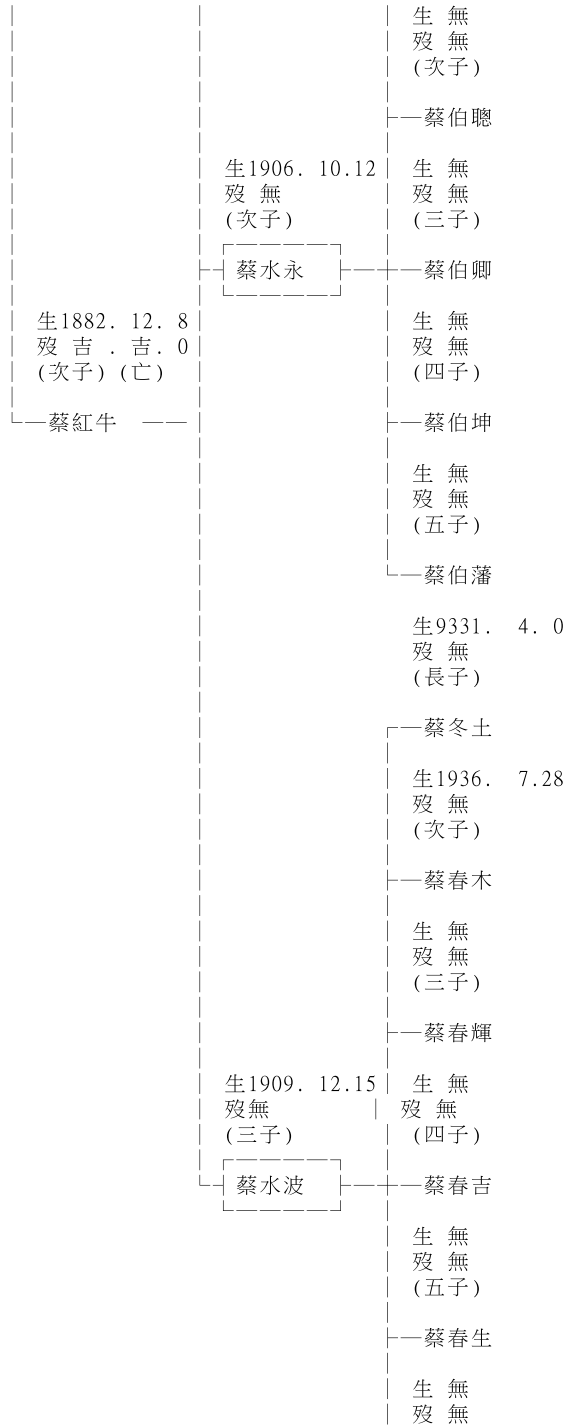 生 無
歿 無
(次子)
蔡伯聰
生1906. 10.12 生 無
歿 無 歿 無
(次子) (三子)
蔡水永 蔡伯卿
生1882. 12. 8 生 無
歿 吉 . 吉. 0 歿 無
(次子)(亡) (四子)
蔡紅牛 蔡伯坤
生 無
歿 無
(五子)
蔡伯藩
生9331. 4. 0
歿 無
(長子)
蔡冬土
生1936. 7.28
歿 無
(次子)
蔡春木
生 無
歿 無
(三子)
蔡春輝
生1909. 12.15 生 無
歿無 歿 無
(三子) (四子)
蔡水波 蔡春吉
生 無
歿 無
(五子)
蔡春生
生 無
歿 無